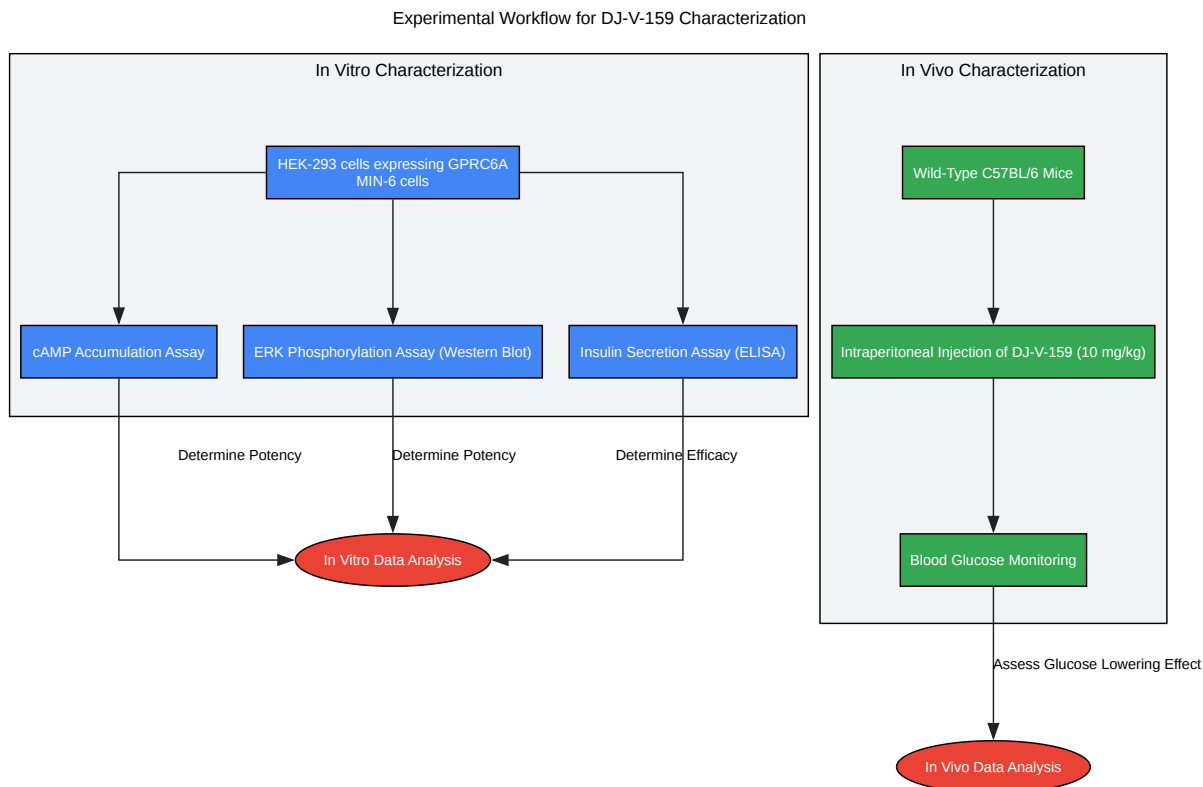 Experimental Workflow for DJ-V-159 Characterization
In Vitro Characterization
HEK-293 cells expressing GPRC6A
MIN-6 cells
cAMP Accumulation Assay
ERK Phosphorylation Assay (Western Blot)
Insulin Secretion Assay (ELISA)
Determine Potency
Determine Potency
Determine Efficacy
In Vitro Data Analysis
In Vivo Characterization
Wild-Type C57BL/6 Mice
Intraperitoneal Injection of DJ-V-159 (10 mg/kg)
Blood Glucose Monitoring
Assess Glucose Lowering Effect
In Vivo Data Analysis